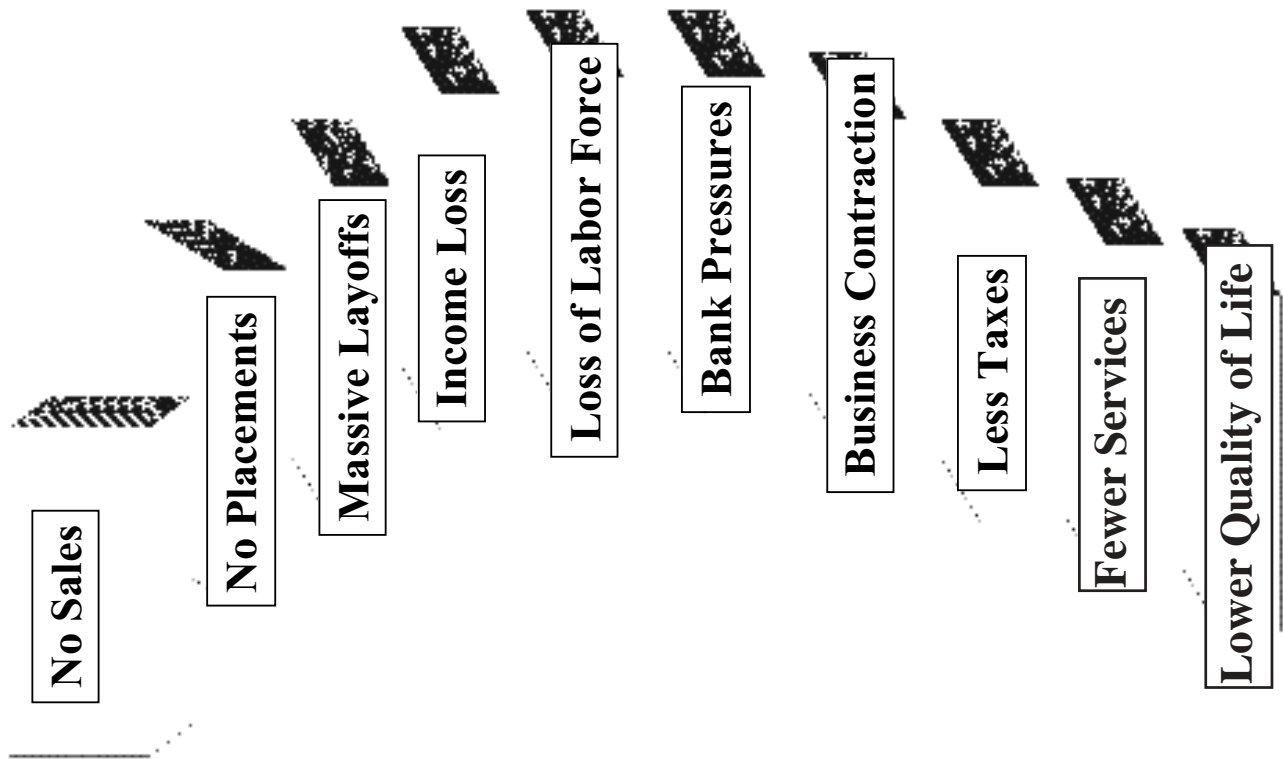 No Sales
No Placements
Massive Layoffs
Income Loss
Loss of Labor Force
Bank Pressures
Business Contraction
Less Taxes
Fewer Services
Lower Quality of Life